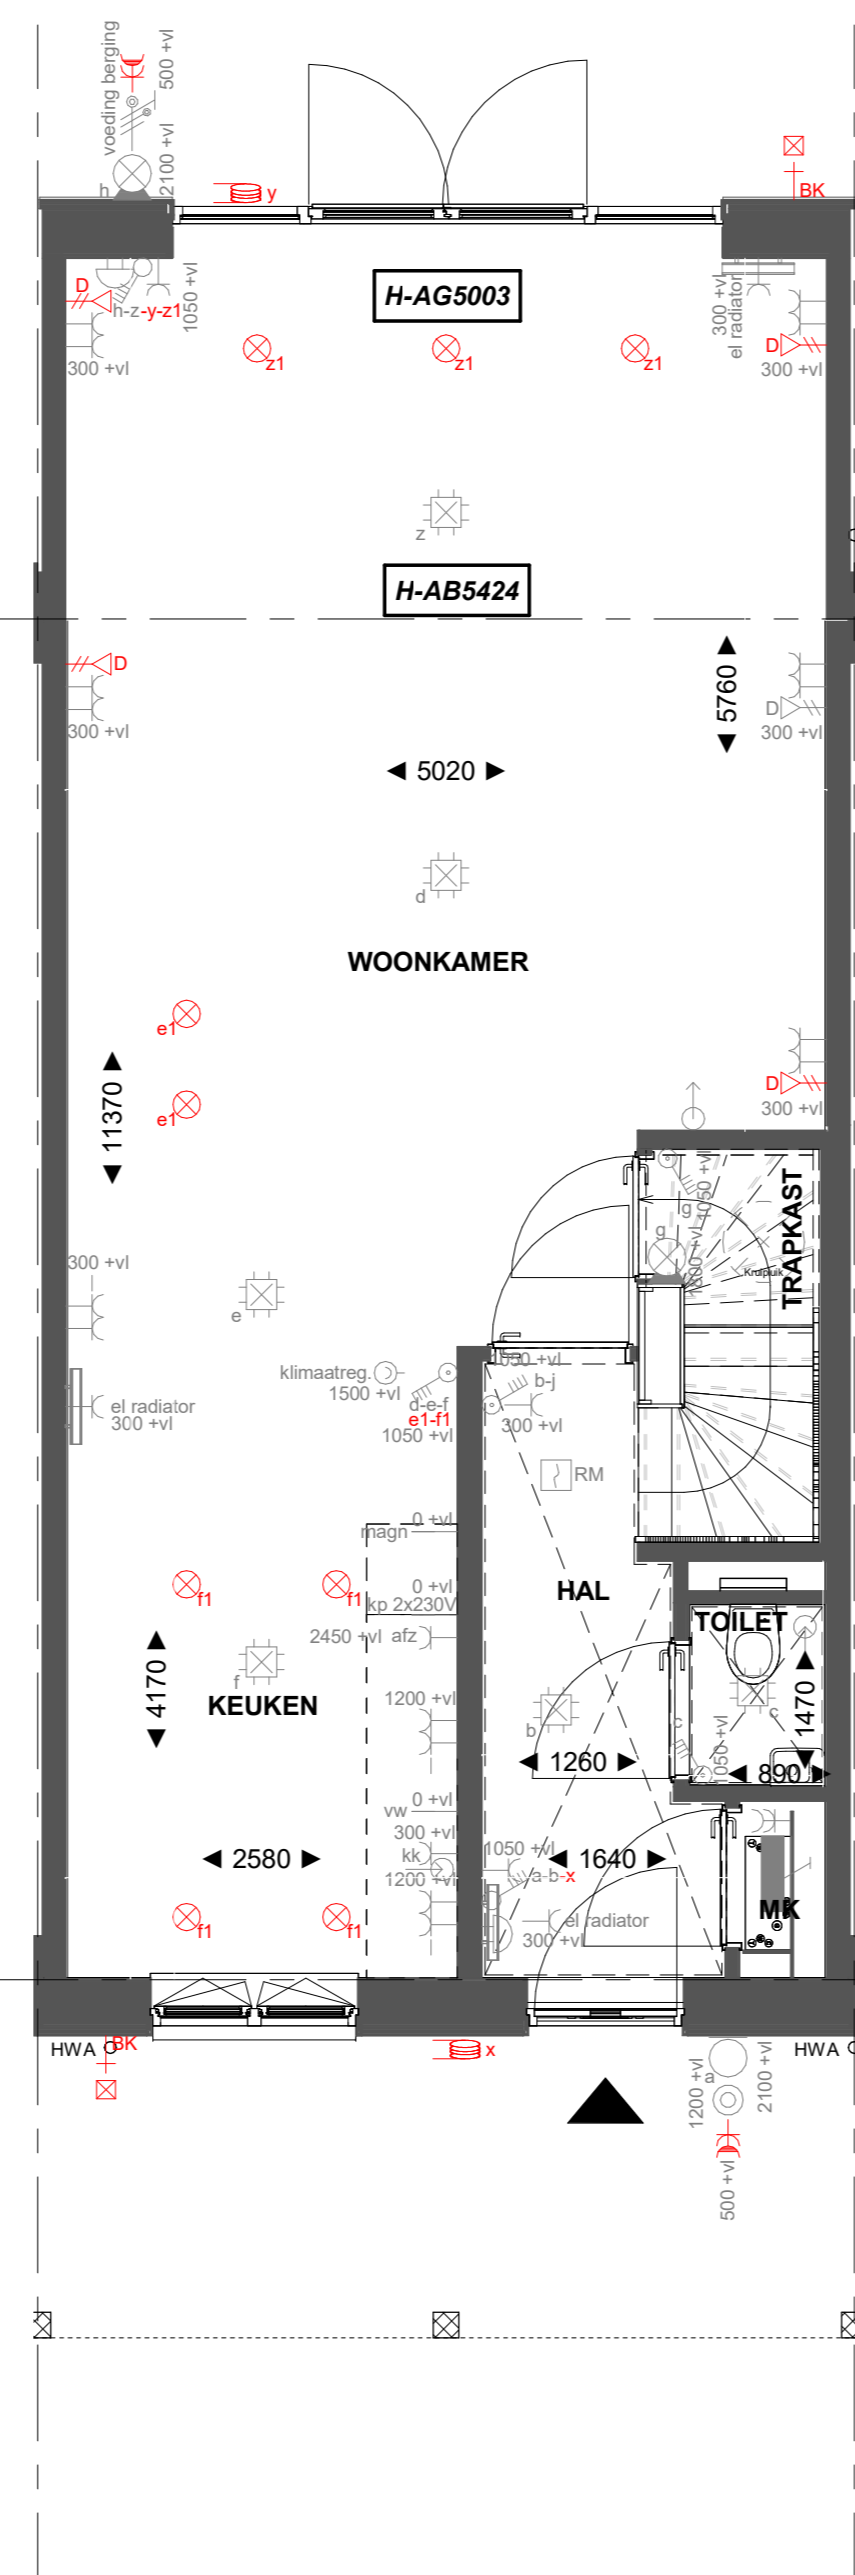 voeding berging
500 +vl
2100 +vl
h
y
BK
D
h-z-y-z1
1050 +vl
300 +vl
H-AG5003
300 +vl
el radiator
D
300 +vl
z1
z1
z1
z
H-AB5424
D
300 +vl
5760
D
300 +vl
5020
d
WOONKAMER
e1
e1
11370
D
300 +vl
TRAPKAST
1050 +vl
g
g
Kruipluik
300 +vl
e
klimaatreg.
1500 +vl
d-e-f
e1-f1
1050 +vl
1050 +vl
b-j
300 +vl
el radiator
300 +vl
RM
0 +vl
magn
0 +vl
kp 2x230V
2450 +vl afz
f1
f1
HAL
TOILET
f
KEUKEN
4170
1200 +vl
b
1260
c
c
1050 +vl
1470
890
0 +vl
vw
300 +vl
kk
1200 +vl
2580
1050 +vl
a-b-x
1640
el radiator
300 +vl
MK
f1
f1
HWA
BK
x
HWA
a
1200 +vl
2100 +vl
500 +vl